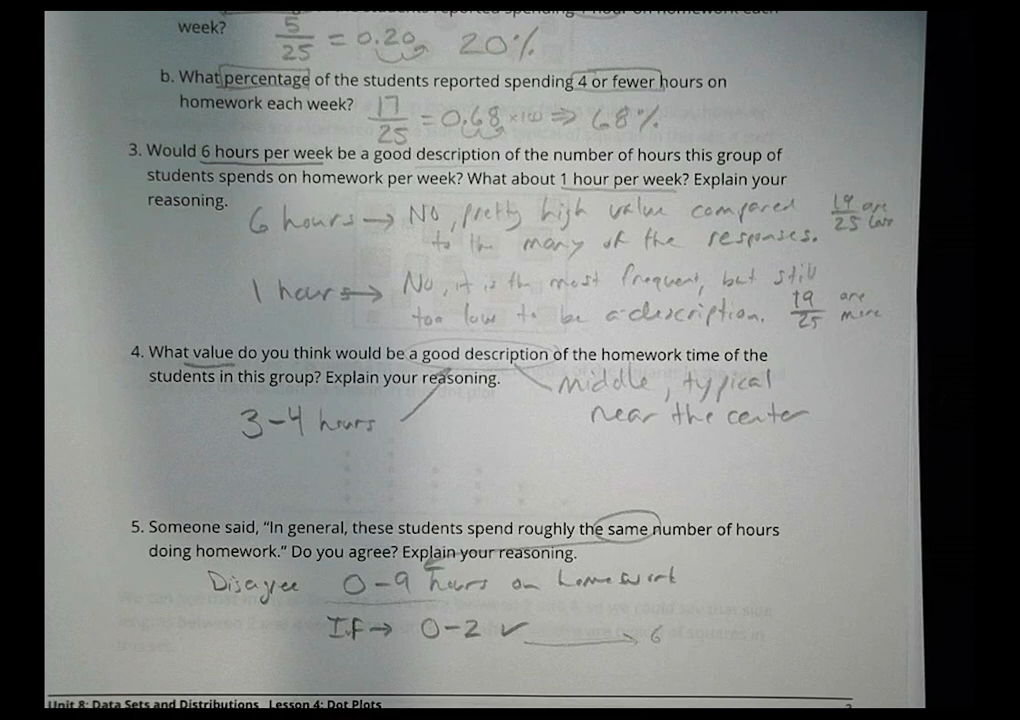 week? 5/25 = 0.20 20%
b. What percentage of the students reported spending 4 or fewer hours on
homework each week? 17/25 = 0.68 ×100 ⇒ 68%
3. Would 6 hours per week be a good description of the number of hours this group of
students spends on homework per week? What about 1 hour per week? Explain your
reasoning.
6 hours → No, pretty high value compared 19/25 are
to the many of the responses.
1 hours → No, it is the most frequent, but still
too low to be a description. 19/25 are more
4. What value do you think would be a good description of the homework time of the
students in this group? Explain your reasoning.
middle, typical
3-4 hours near the center
5. Someone said, “In general, these students spend roughly the same number of hours
doing homework.” Do you agree? Explain your reasoning.
Disagree 0-9 hours on homework
If → 0-2 ✓ 6
Unit 8: Data Sets and Distributions Lesson 4: Dot Plots